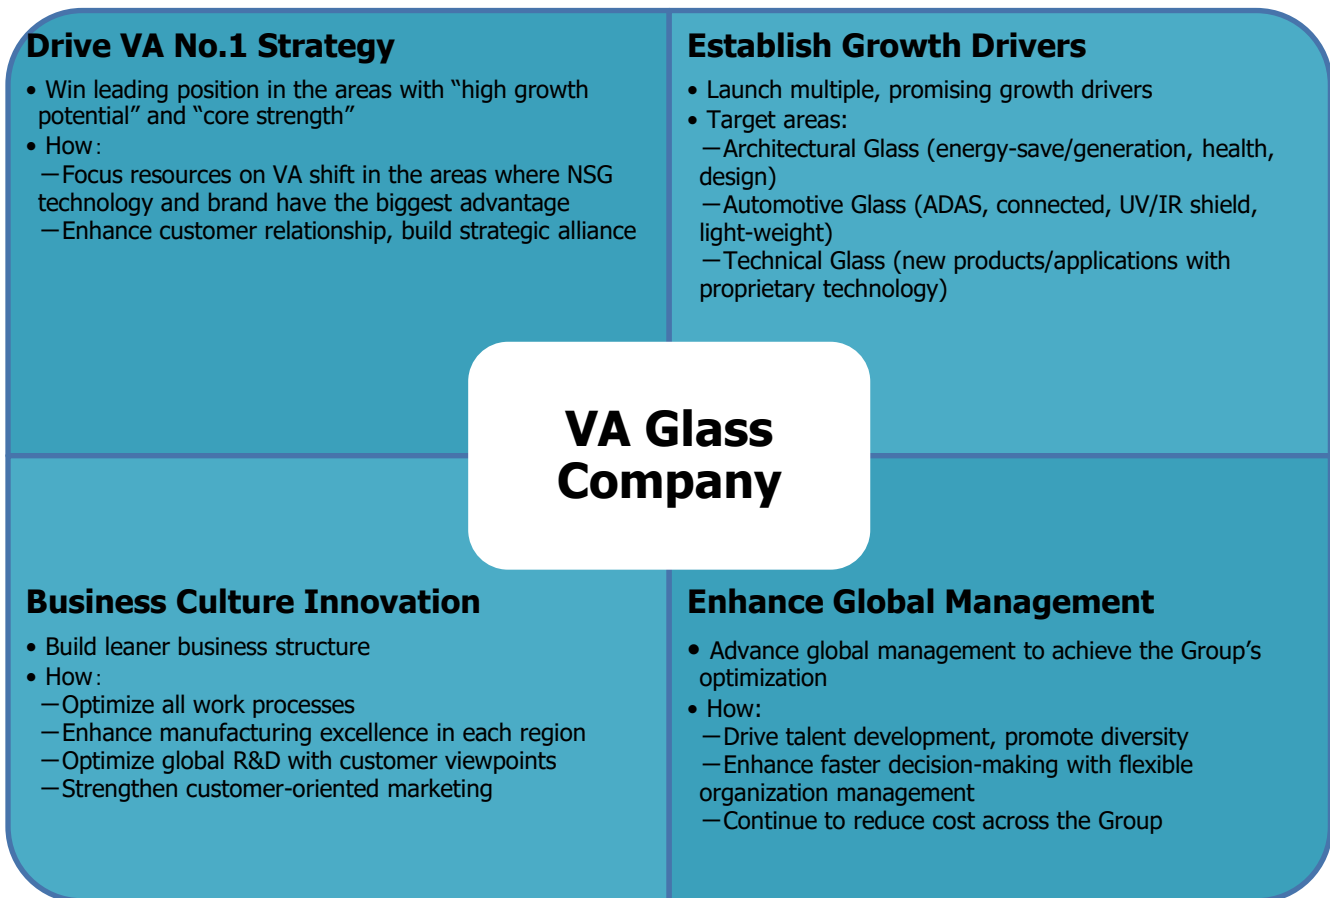 Drive VA No.1 Strategy
• Win leading position in the areas with “high growth
potential” and “core strength”
• How：
－Focus resources on VA shift in the areas where NSG
technology and brand have the biggest advantage
－Enhance customer relationship, build strategic alliance
Establish Growth Drivers
• Launch multiple, promising growth drivers
• Target areas:
－Architectural Glass (energy-save/generation, health,
design)
－Automotive Glass (ADAS, connected, UV/IR shield,
light-weight)
－Technical Glass (new products/applications with
proprietary technology)
VA Glass
Company
Business Culture Innovation
• Build leaner business structure
• How：
－Optimize all work processes
－Enhance manufacturing excellence in each region
－Optimize global R&D with customer viewpoints
－Strengthen customer-oriented marketing
Enhance Global Management
• Advance global management to achieve the Group’s
optimization
• How:
－Drive talent development, promote diversity
－Enhance faster decision-making with flexible
organization management
－Continue to reduce cost across the Group